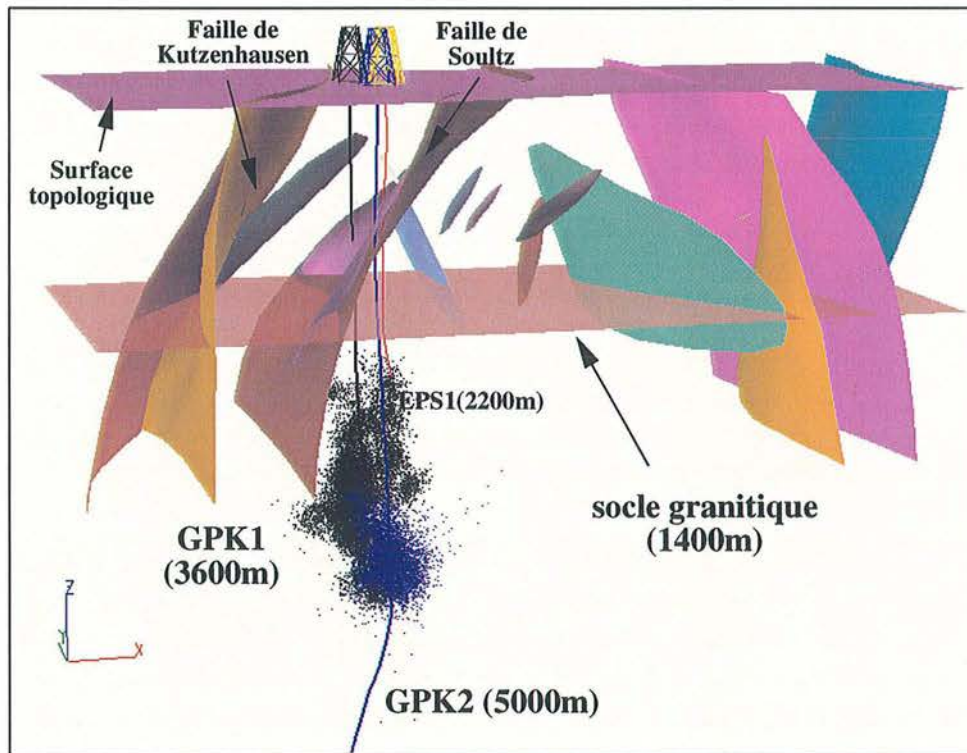 Faille de
Kutzenhausen
Faille de
Soultz
Surface
topologique
EPS1(2200m)
socle granitique
(1400m)
GPK1
(3600m)
GPK2 (5000m)
Z
Y
X